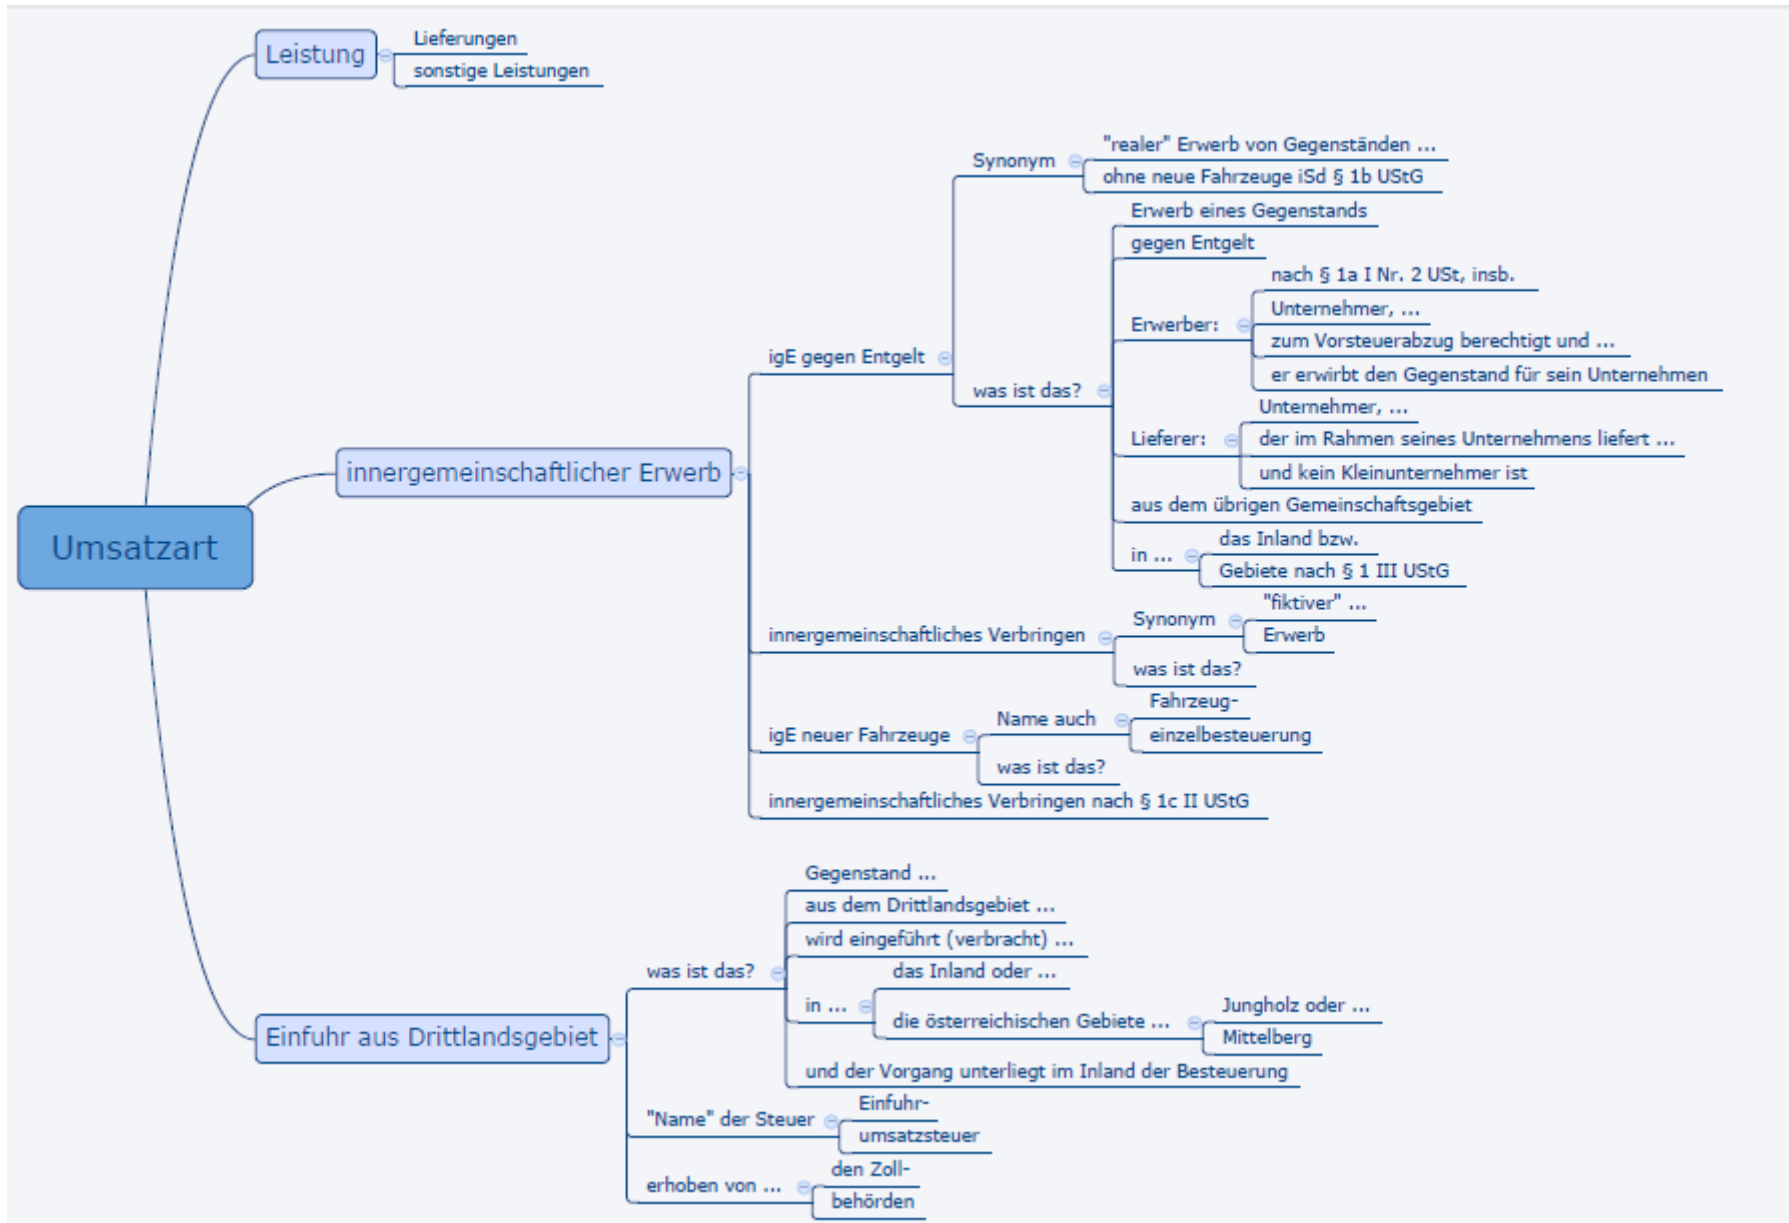 Umsatzart
Leistung
Lieferungen
sonstige Leistungen
innergemeinschaftlicher Erwerb
igE gegen Entgelt
Synonym
"realer" Erwerb von Gegenständen ...
ohne neue Fahrzeuge iSd § 1b UStG
was ist das?
Erwerb eines Gegenstands
gegen Entgelt
Erwerber:
nach § 1a I Nr. 2 USt, insb.
Unternehmer, ...
zum Vorsteuerabzug berechtigt und ...
er erwirbt den Gegenstand für sein Unternehmen
Lieferer:
Unternehmer, ...
der im Rahmen seines Unternehmens liefert ...
und kein Kleinunternehmer ist
aus dem übrigen Gemeinschaftsgebiet
in ...
das Inland bzw.
Gebiete nach § 1 III UStG
innergemeinschaftliches Verbringen
Synonym
"fiktiver" ...
Erwerb
was ist das?
igE neuer Fahrzeuge
Name auch
Fahrzeug-
einzelbesteuerung
was ist das?
innergemeinschaftliches Verbringen nach § 1c II UStG
Einfuhr aus Drittlandsgebiet
was ist das?
Gegenstand ...
aus dem Drittlandsgebiet ...
wird eingeführt (verbracht) ...
in ...
das Inland oder ...
die österreichischen Gebiete ...
Jungholz oder ...
Mittelberg
und der Vorgang unterliegt im Inland der Besteuerung
"Name" der Steuer
Einfuhr-
umsatzsteuer
erhoben von ...
den Zoll-
behörden